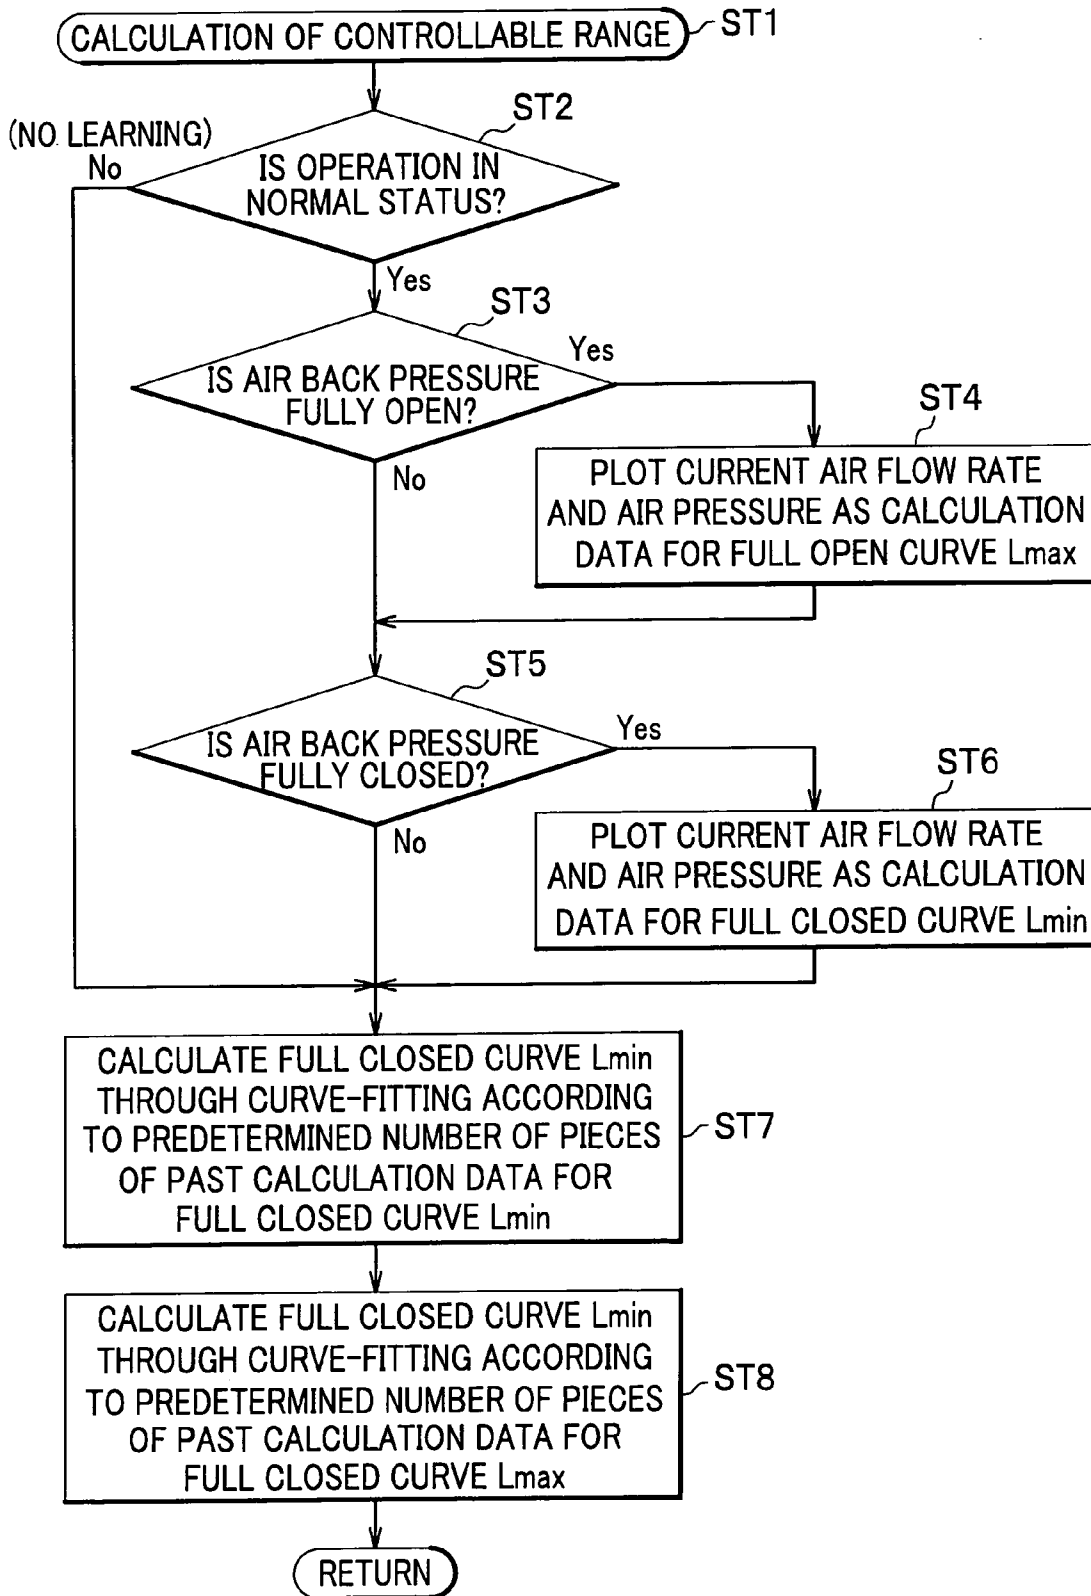 CALCULATION OF CONTROLLABLE RANGE
ST1
ST2
(NO LEARNING)
No
IS OPERATION IN
NORMAL STATUS?
Yes
ST3
Yes
IS AIR BACK PRESSURE
FULLY OPEN?
No
ST4
PLOT CURRENT AIR FLOW RATE
AND AIR PRESSURE AS CALCULATION
DATA FOR FULL OPEN CURVE Lmax
ST5
Yes
IS AIR BACK PRESSURE
FULLY CLOSED?
No
ST6
PLOT CURRENT AIR FLOW RATE
AND AIR PRESSURE AS CALCULATION
DATA FOR FULL CLOSED CURVE Lmin
CALCULATE FULL CLOSED CURVE Lmin
THROUGH CURVE-FITTING ACCORDING
TO PREDETERMINED NUMBER OF PIECES
OF PAST CALCULATION DATA FOR
FULL CLOSED CURVE Lmin
ST7
CALCULATE FULL CLOSED CURVE Lmin
THROUGH CURVE-FITTING ACCORDING
TO PREDETERMINED NUMBER OF PIECES
OF PAST CALCULATION DATA FOR
FULL CLOSED CURVE Lmax
ST8
RETURN